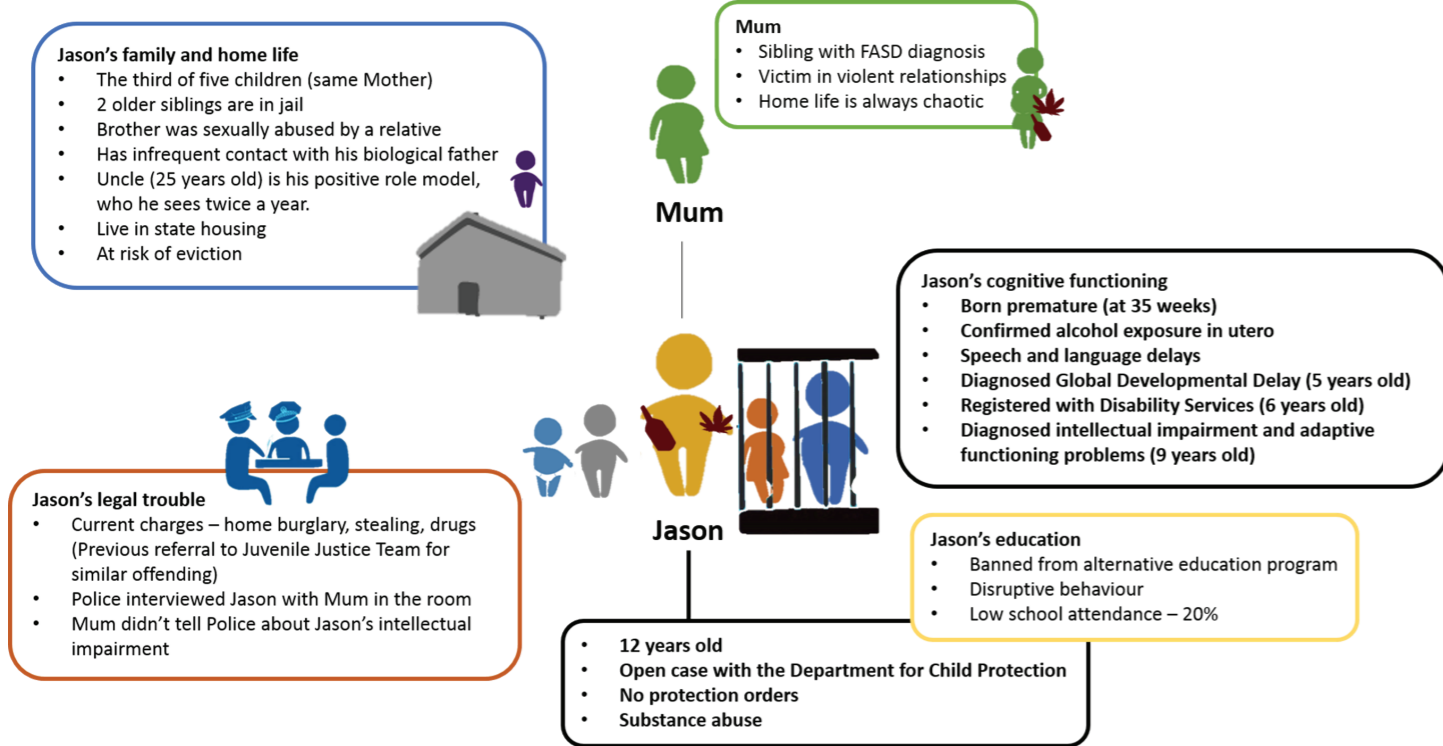 Jason's family and home life
• The third of five children (same Mother)
• 2 older siblings are in jail
• Brother was sexually abused by a relative
• Has infrequent contact with his biological father
• Uncle (25 years old) is his positive role model,
who he sees twice a year.
• Live in state housing
• At risk of eviction
Mum
• Sibling with FASD diagnosis
• Victim in violent relationships
• Home life is always chaotic
Mum
Jason's cognitive functioning
• Born premature (at 35 weeks)
• Confirmed alcohol exposure in utero
• Speech and language delays
• Diagnosed Global Developmental Delay (5 years old)
• Registered with Disability Services (6 years old)
• Diagnosed intellectual impairment and adaptive
functioning problems (9 years old)
Jason's legal trouble
• Current charges – home burglary, stealing, drugs
(Previous referral to Juvenile Justice Team for
similar offending)
• Police interviewed Jason with Mum in the room
• Mum didn't tell Police about Jason's intellectual
impairment
Jason
Jason's education
• Banned from alternative education program
• Disruptive behaviour
• Low school attendance – 20%
• 12 years old
• Open case with the Department for Child Protection
• No protection orders
• Substance abuse